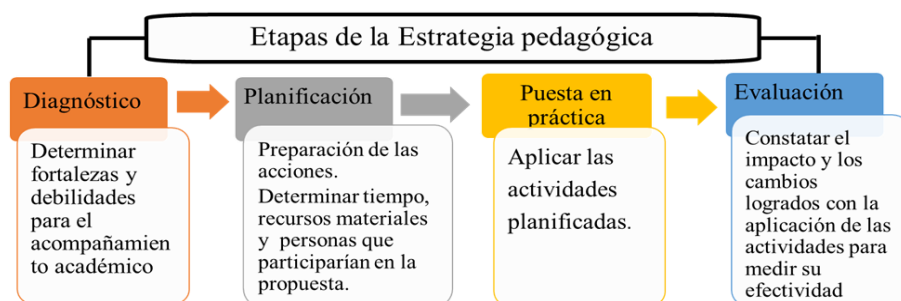 Etapas de la Estrategia pedagógica
Diagnóstico
Determinar
fortalezas y
debilidades
para el
acompañamien
to académico
Planificación
Preparación de las
acciones.
Determinar tiempo,
recursos materiales
y personas que
participarían en la
propuesta.
Puesta en
práctica
Aplicar las
actividades
planificadas.
Evaluación
Constatar el
impacto y los
cambios
logrados con la
aplicación de las
actividades para
medir su
efectividad